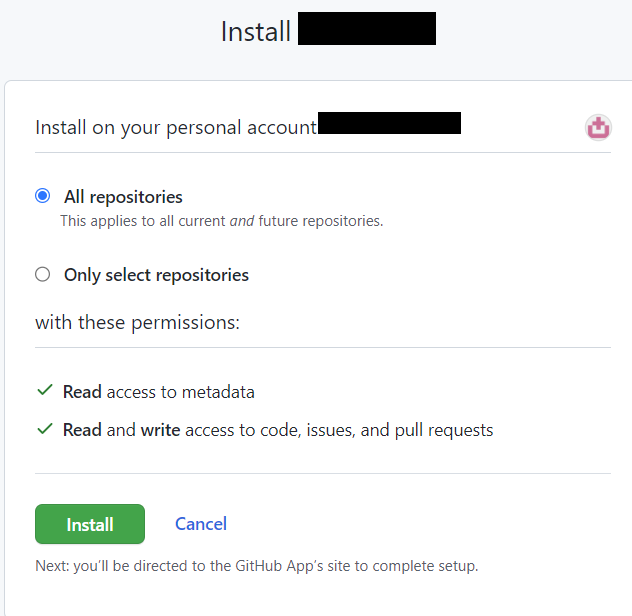 Install
Install on your personal account
All repositories
This applies to all current and future repositories.
Only select repositories
with these permissions:
Read access to metadata
Read and write access to code, issues, and pull requests
Install Cancel
Next: you'll be directed to the GitHub App's site to complete setup.